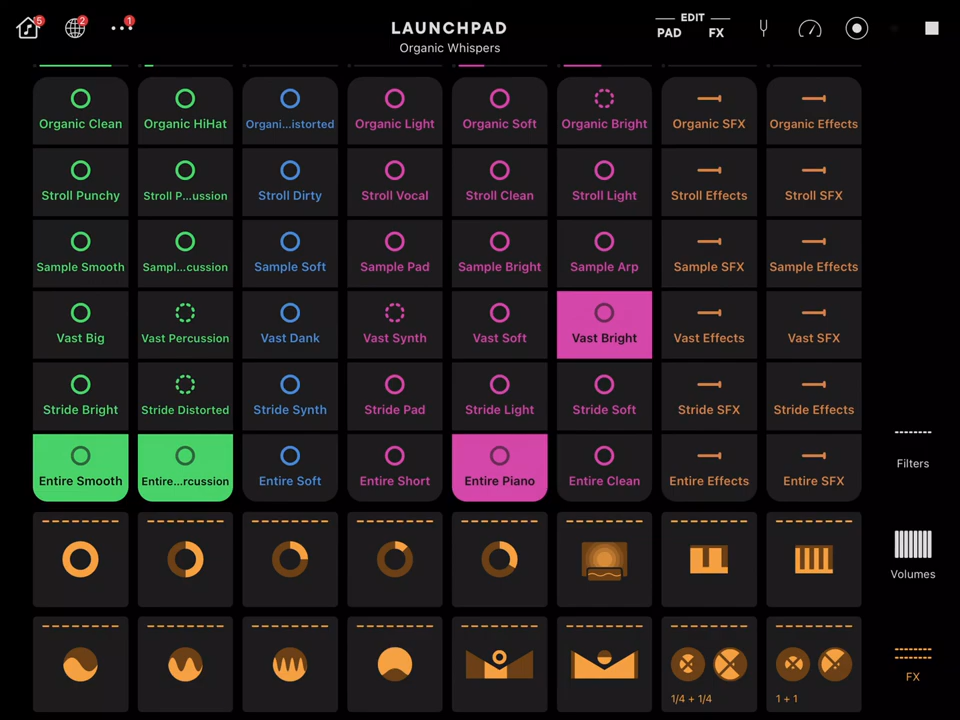 5
2
1
LAUNCHPAD
Organic Whispers
EDIT
PAD FX
Organic Clean
Organic HiHat
Organi...istorted
Organic Light
Organic Soft
Organic Bright
Organic SFX
Organic Effects
Stroll Punchy
Stroll P...ussion
Stroll Dirty
Stroll Vocal
Stroll Clean
Stroll Light
Stroll Effects
Stroll SFX
Sample Smooth
Sampl...cussion
Sample Soft
Sample Pad
Sample Bright
Sample Arp
Sample SFX
Sample Effects
Vast Big
Vast Percussion
Vast Dank
Vast Synth
Vast Soft
Vast Bright
Vast Effects
Vast SFX
Stride Bright
Stride Distorted
Stride Synth
Stride Pad
Stride Light
Stride Soft
Stride SFX
Stride Effects
Filters
Entire Smooth
Entire...rcussion
Entire Soft
Entire Short
Entire Piano
Entire Clean
Entire Effects
Entire SFX
Volumes
1/4 + 1/4
1 + 1
FX